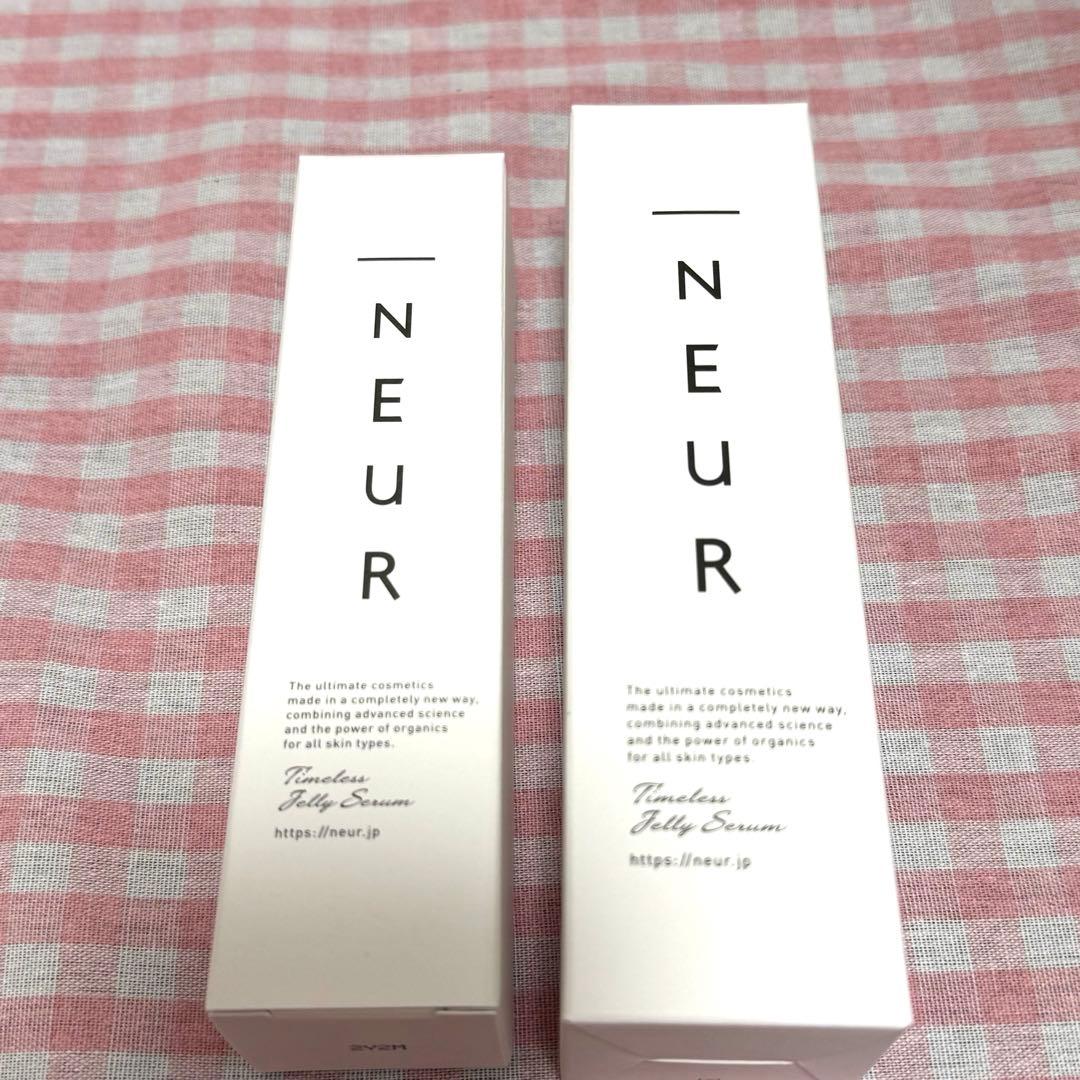 N
E
U
R
The ultimate cosmetics
made in a completely new way,
combining advanced science
and the power of organics
for all skin types.
Timeless
Jelly Serum
https://neur.jp
2Y2M
N
E
U
R
The ultimate cosmetics
made in a completely new way,
combining advanced science
and the power of organics
for all skin types.
Timeless
Jelly Serum
https://neur.jp